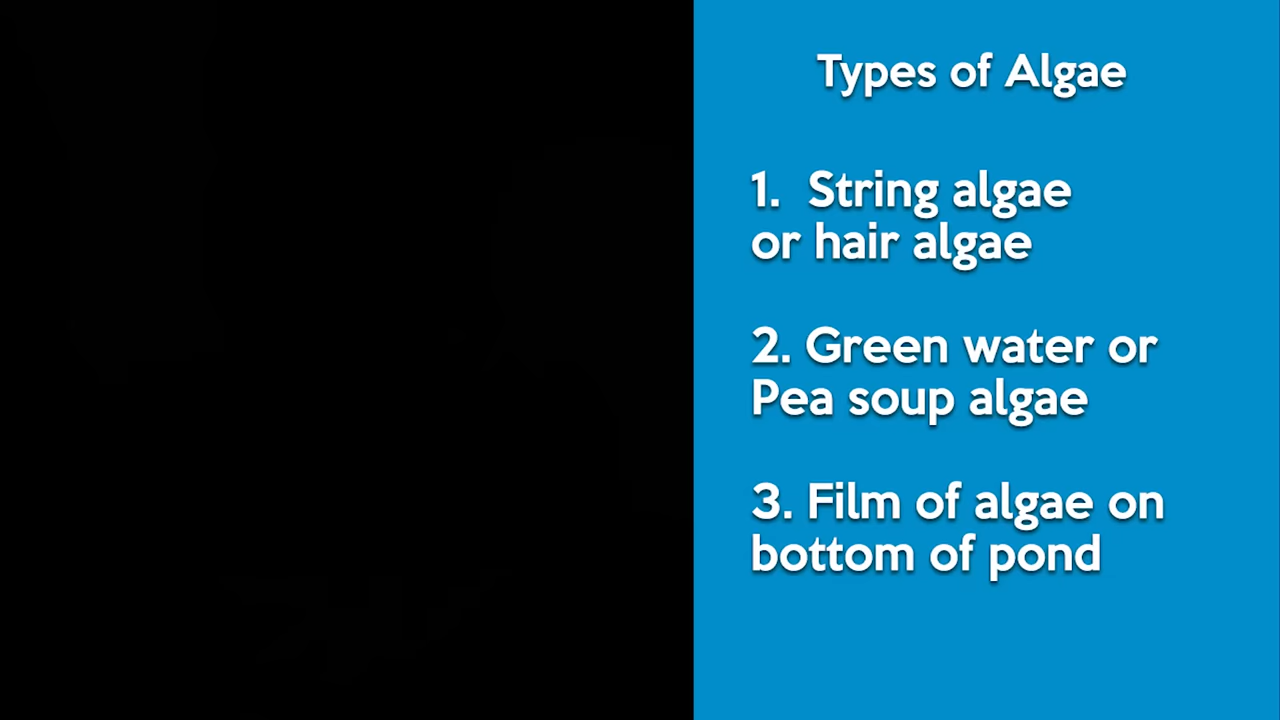 Types of Algae
1. String algae
or hair algae
2. Green water or
Pea soup algae
3. Film of algae on
bottom of pond